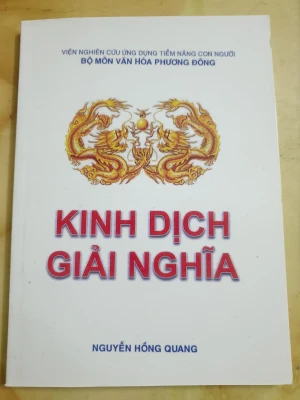 VIỆN NGHIÊN CỨU ỨNG DỤNG TIỀM NĂNG CON NGƯỜI
BỘ MÔN VĂN HÓA PHƯƠNG ĐÔNG
KINH DỊCH
GIẢI NGHĨA
NGUYỄN HỒNG QUANG